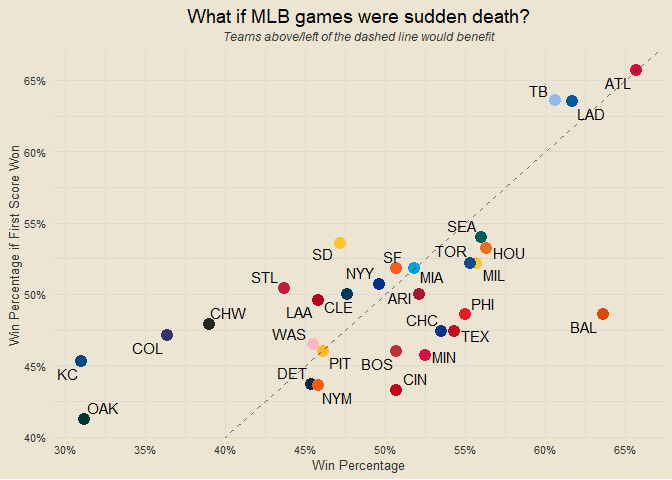 What if MLB games were sudden death?
Teams above/left of the dashed line would benefit
Win Percentage if First Score Won
65%
60%
55%
50%
45%
40%
ATL
TB
LAD
SEA
SD
SF
TOR
HOU
NYY
MIA
MIL
STL
LAA
CLE
ARI
PHI
CHW
CHC
BAL
COL
WAS
TEX
KC
PIT
BOS
MIN
DET
CIN
NYM
OAK
30%
35%
40%
45%
50%
55%
60%
65%
Win Percentage